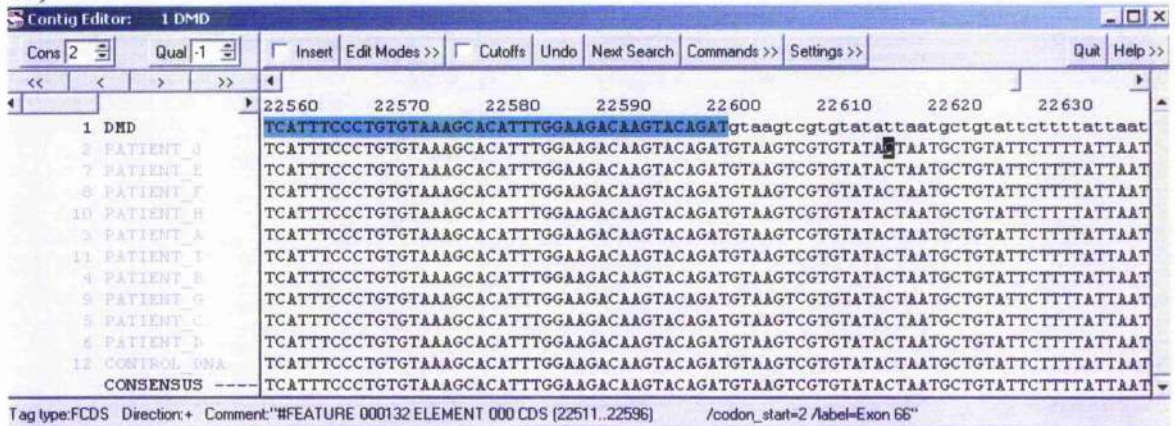 Contig Editor: 1 DMD
Cons 2 Qual -1 Insert Edit Modes >> Cutoffs Undo Next Search Commands >> Settings >> Quit Help >>
<< < > >>
22560 22570 22580 22590 22600 22610 22620 22630
1 DMD TCATTTCCCTGTGTAAAGCACATTTGGAAGACAAGTACAGATgtaagtcgtgtatattaatgctgtattcttttattaat
2 PATIENT_J TCATTTCCCTGTGTAAAGCACATTTGGAAGACAAGTACAGATGTAAGTCGTGTATACTAATGCTGTATTCTTTTATTAAT
7 PATIENT_E TCATTTCCCTGTGTAAAGCACATTTGGAAGACAAGTACAGATGTAAGTCGTGTATACTAATGCTGTATTCTTTTATTAAT
8 PATIENT_F TCATTTCCCTGTGTAAAGCACATTTGGAAGACAAGTACAGATGTAAGTCGTGTATACTAATGCTGTATTCTTTTATTAAT
10 PATIENT_H TCATTTCCCTGTGTAAAGCACATTTGGAAGACAAGTACAGATGTAAGTCGTGTATACTAATGCTGTATTCTTTTATTAAT
3 PATIENT_A TCATTTCCCTGTGTAAAGCACATTTGGAAGACAAGTACAGATGTAAGTCGTGTATACTAATGCTGTATTCTTTTATTAAT
11 PATIENT_I TCATTTCCCTGTGTAAAGCACATTTGGAAGACAAGTACAGATGTAAGTCGTGTATACTAATGCTGTATTCTTTTATTAAT
4 PATIENT_B TCATTTCCCTGTGTAAAGCACATTTGGAAGACAAGTACAGATGTAAGTCGTGTATACTAATGCTGTATTCTTTTATTAAT
9 PATIENT_G TCATTTCCCTGTGTAAAGCACATTTGGAAGACAAGTACAGATGTAAGTCGTGTATACTAATGCTGTATTCTTTTATTAAT
5 PATIENT_C TCATTTCCCTGTGTAAAGCACATTTGGAAGACAAGTACAGATGTAAGTCGTGTATACTAATGCTGTATTCTTTTATTAAT
6 PATIENT_D TCATTTCCCTGTGTAAAGCACATTTGGAAGACAAGTACAGATGTAAGTCGTGTATACTAATGCTGTATTCTTTTATTAAT
12 CONTROL_DNA TCATTTCCCTGTGTAAAGCACATTTGGAAGACAAGTACAGATGTAAGTCGTGTATACTAATGCTGTATTCTTTTATTAAT
CONSENSUS ---- TCATTTCCCTGTGTAAAGCACATTTGGAAGACAAGTACAGATGTAAGTCGTGTATACTAATGCTGTATTCTTTTATTAAT
Tag type:FCDS Direction:+ Comment:"#FEATURE 000132 ELEMENT 000 CDS (22511..22596) /codon_start=2 /label=Exon 66"